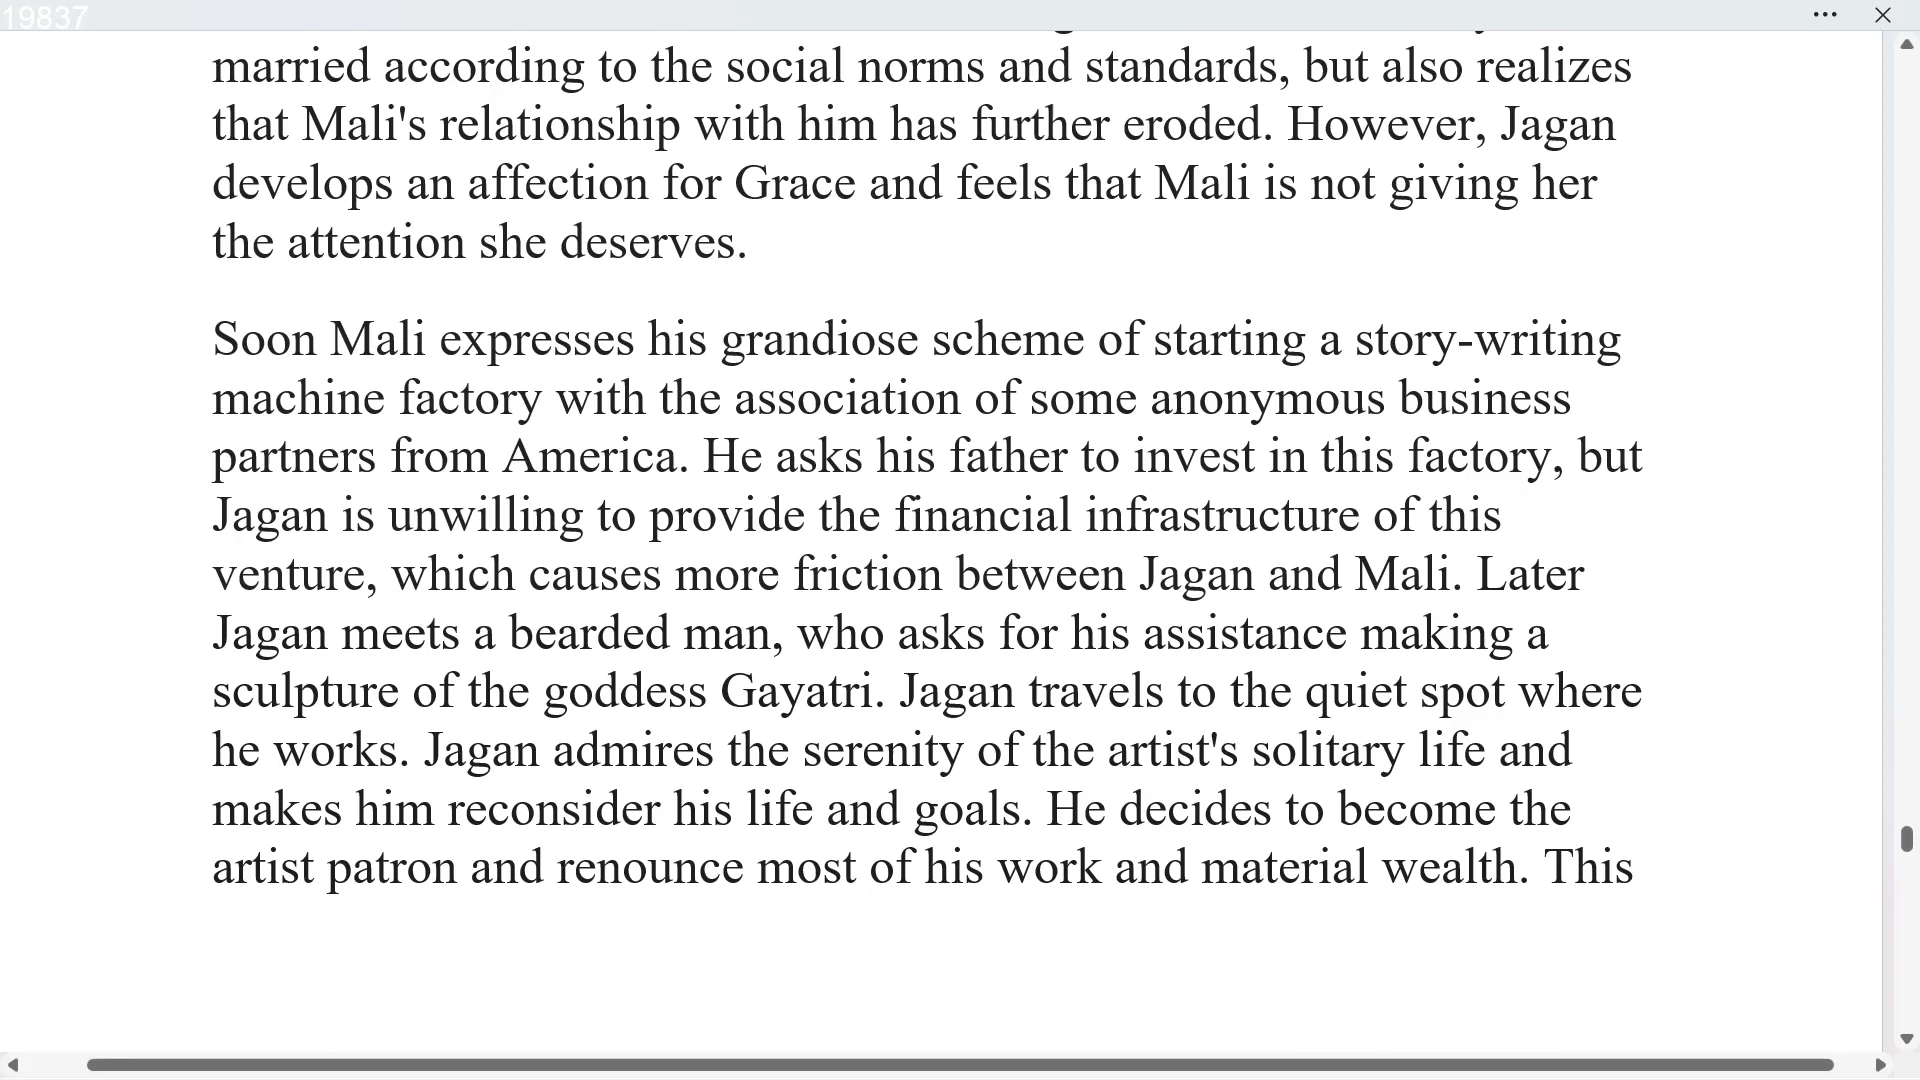 19837
married according to the social norms and standards, but also realizes
that Mali's relationship with him has further eroded. However, Jagan
develops an affection for Grace and feels that Mali is not giving her
the attention she deserves.
Soon Mali expresses his grandiose scheme of starting a story-writing
machine factory with the association of some anonymous business
partners from America. He asks his father to invest in this factory, but
Jagan is unwilling to provide the financial infrastructure of this
venture, which causes more friction between Jagan and Mali. Later
Jagan meets a bearded man, who asks for his assistance making a
sculpture of the goddess Gayatri. Jagan travels to the quiet spot where
he works. Jagan admires the serenity of the artist's solitary life and
makes him reconsider his life and goals. He decides to become the
artist patron and renounce most of his work and material wealth. This